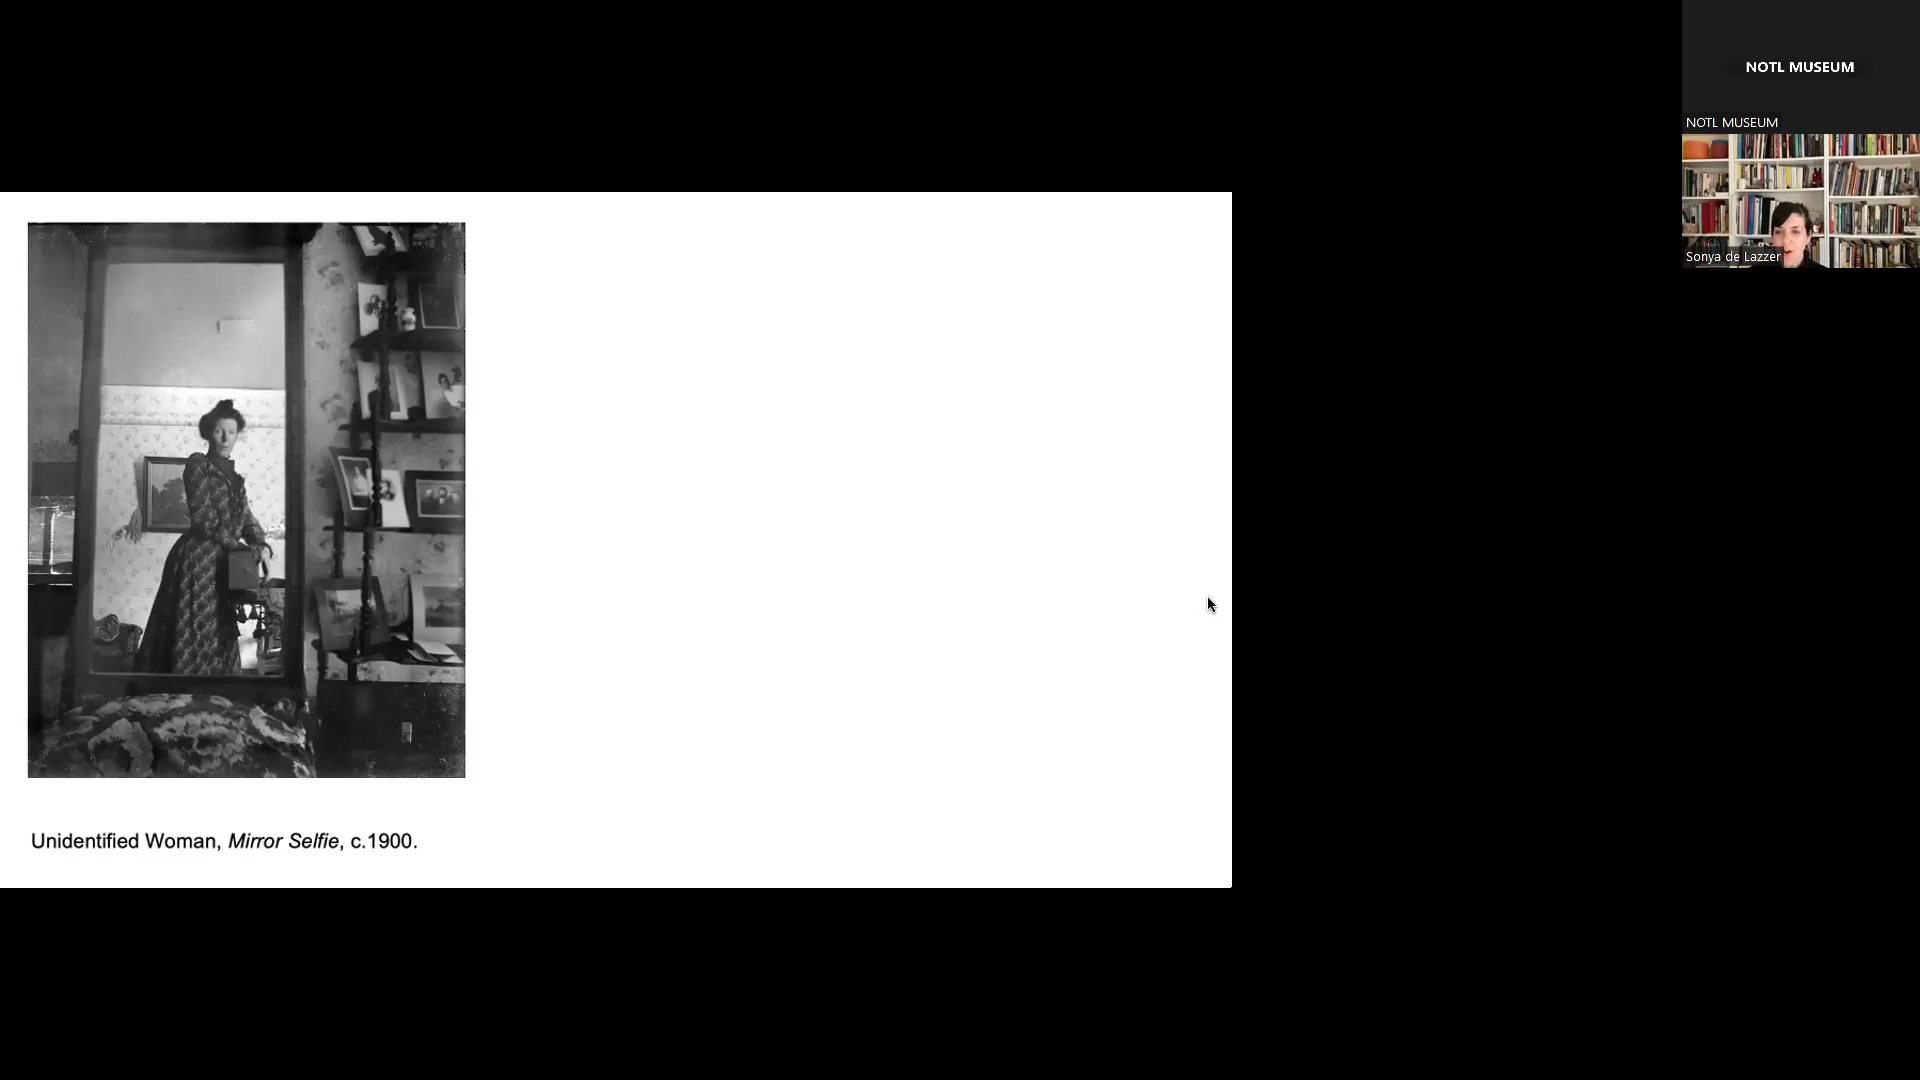 NOTL MUSEUM
NOTL MUSEUM
Sonya de Lazzer
Unidentified Woman, Mirror Selfie, c.1900.